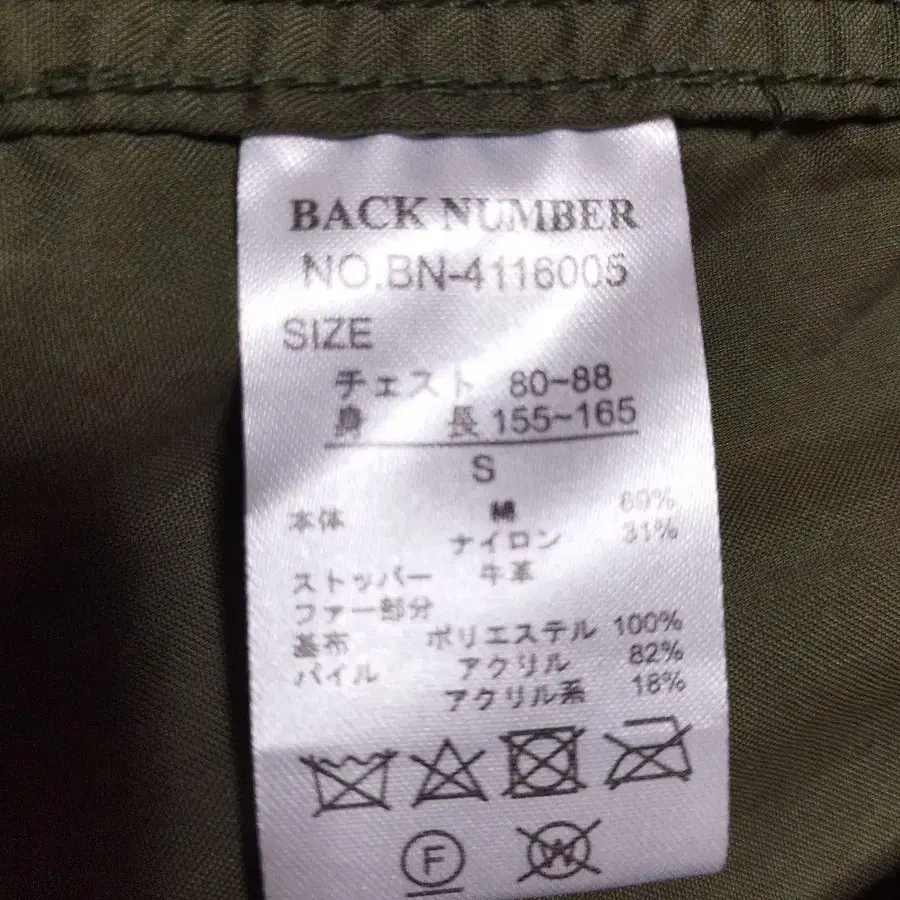 BACK NUMBER
NO.BN-4116005
SIZE
チェスト 80~88
身 長 155~165
S
本体 綿 69%
ナイロン 31%
ストッパー 牛革
ファー部分
基布 ポリエステル 100%
パイル アクリル 82%
アクリル系 18%
F W